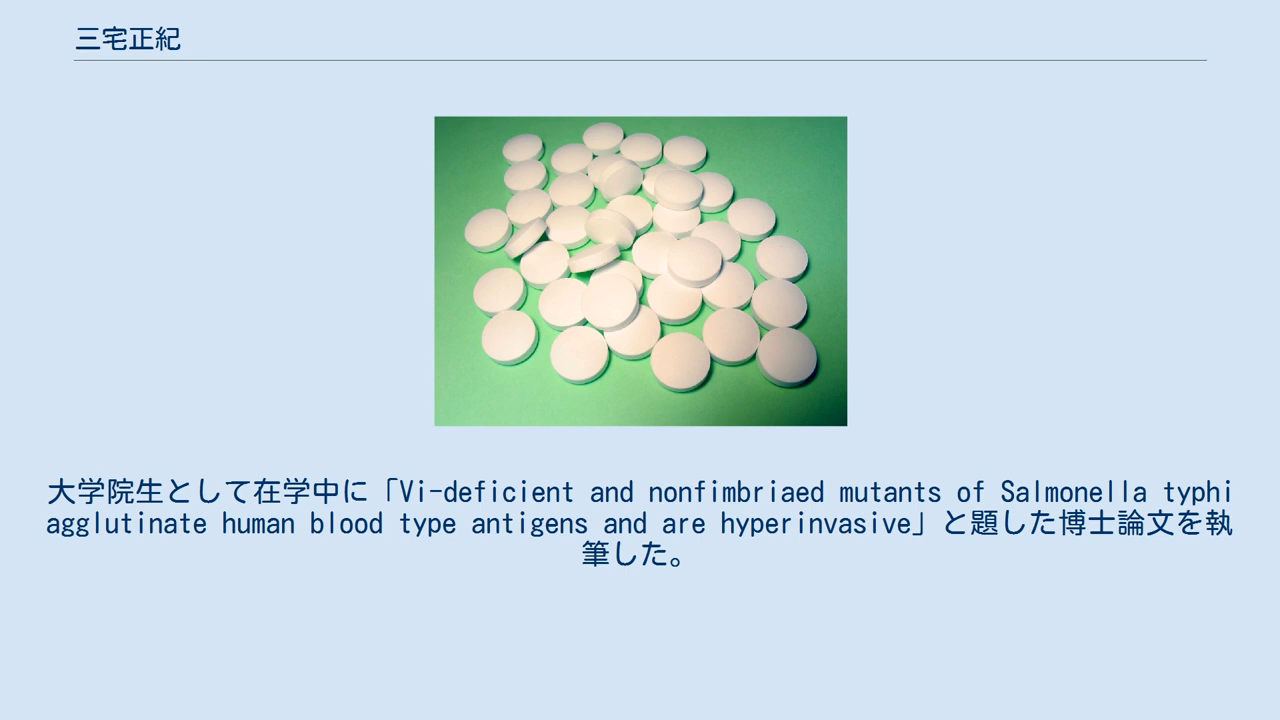 三宅正紀
大学院生として在学中に「Vi-deficient and nonfimbriaed mutants of Salmonella typhi
agglutinate human blood type antigens and are hyperinvasive」と題した博士論文を執
筆した。